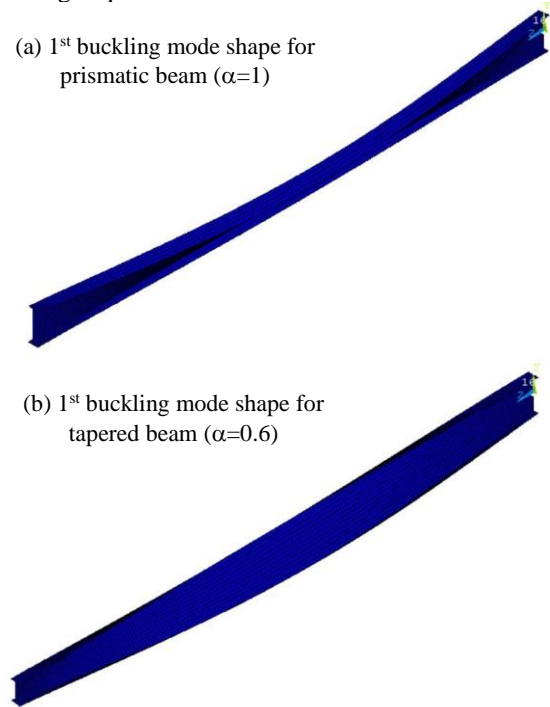 (a) 1st buckling mode shape for
prismatic beam (α=1)
(b) 1st buckling mode shape for
tapered beam (α=0.6)